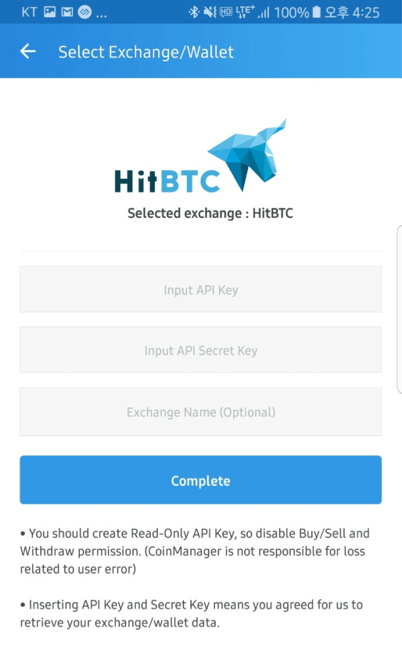 KT ... HD LTE+ 100% 오후 4:25
Select Exchange/Wallet
HitBTC
Selected exchange : HitBTC
Input API Key
Input API Secret Key
Exchange Name (Optional)
Complete
• You should create Read-Only API Key, so disable Buy/Sell and
Withdraw permission. (CoinManager is not responsible for loss
related to user error)
• Inserting API Key and Secret Key means you agreed for us to
retrieve your exchange/wallet data.